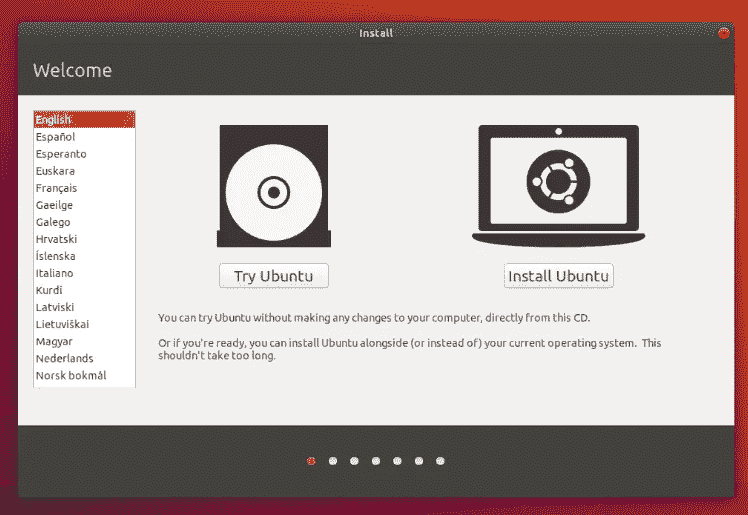 Install
Welcome
English
Español
Esperanto
Euskara
Français
Gaeilge
Galego
Hrvatski
Íslenska
Italiano
Kurdî
Latviski
Lietuviškai
Magyar
Nederlands
Norsk bokmål
Try Ubuntu
Install Ubuntu
You can try Ubuntu without making any changes to your computer, directly from this CD.
Or if you're ready, you can install Ubuntu alongside (or instead of) your current operating system. This
shouldn't take too long.